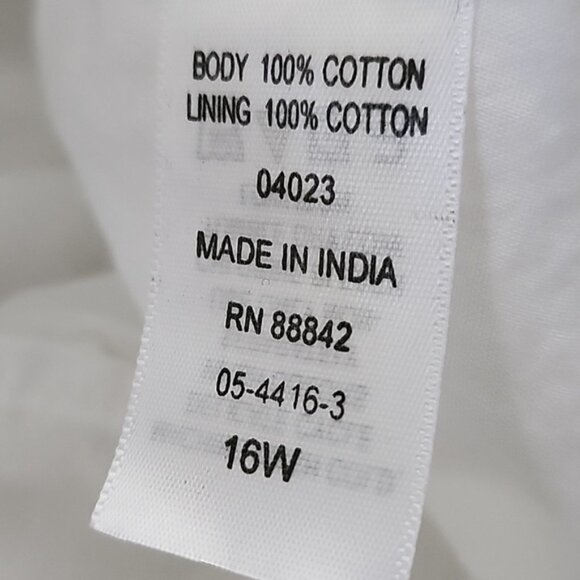 BODY 100% COTTON
LINING 100% COTTON
04023
MADE IN INDIA
RN 88842
05-4416-3
16W